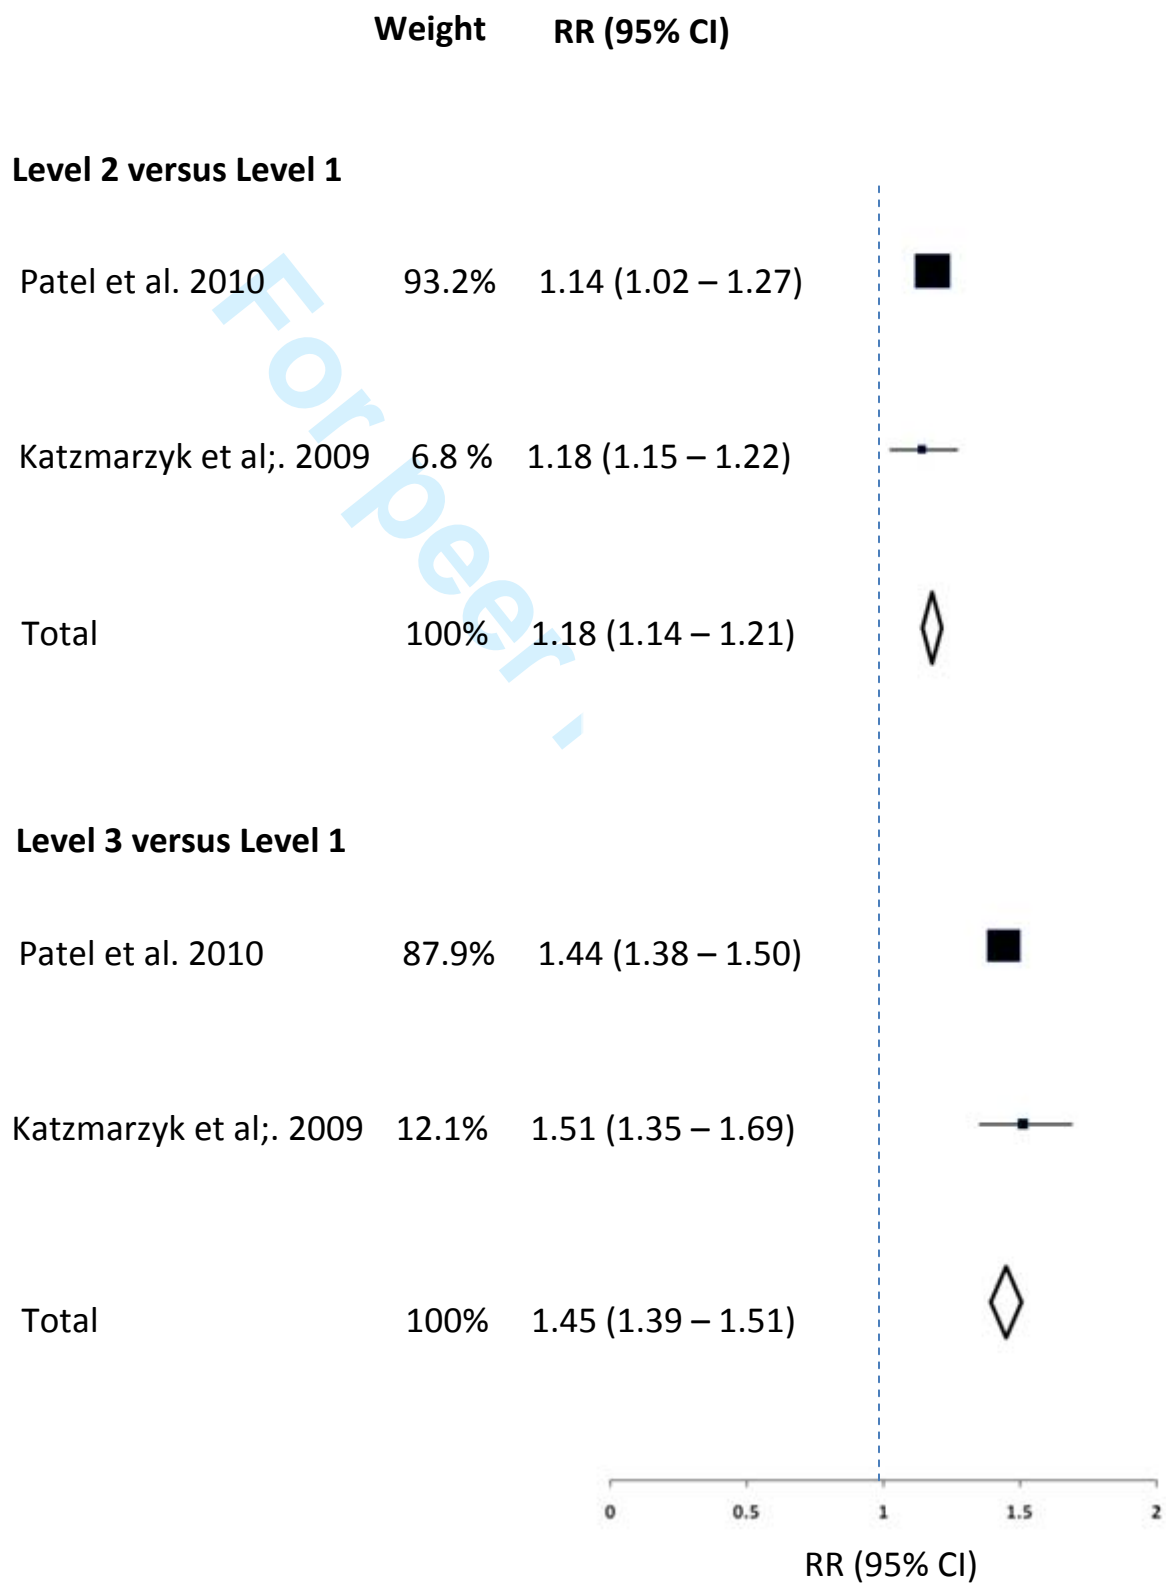 Weight RR (95% CI)
Level 2 versus Level 1
Patel et al. 2010 93.2% 1.14 (1.02 – 1.27)
Katzmarzyk et al;. 2009 6.8 % 1.18 (1.15 – 1.22)
Total 100% 1.18 (1.14 – 1.21)
For peer
Level 3 versus Level 1
Patel et al. 2010 87.9% 1.44 (1.38 – 1.50)
Katzmarzyk et al;. 2009 12.1% 1.51 (1.35 – 1.69)
Total 100% 1.45 (1.39 – 1.51)
0 0.5 1 1.5 2
RR (95% CI)